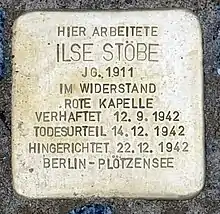 HIER ARBEITETE
ILSE STÖBE
JG. 1911
IM WIDERSTAND
ROTE KAPELLE
VERHAFTET 12.9.1942
TODESURTEIL 14.12.1942
HINGERICHTET 22.12.1942
BERLIN-PLÖTZENSEE